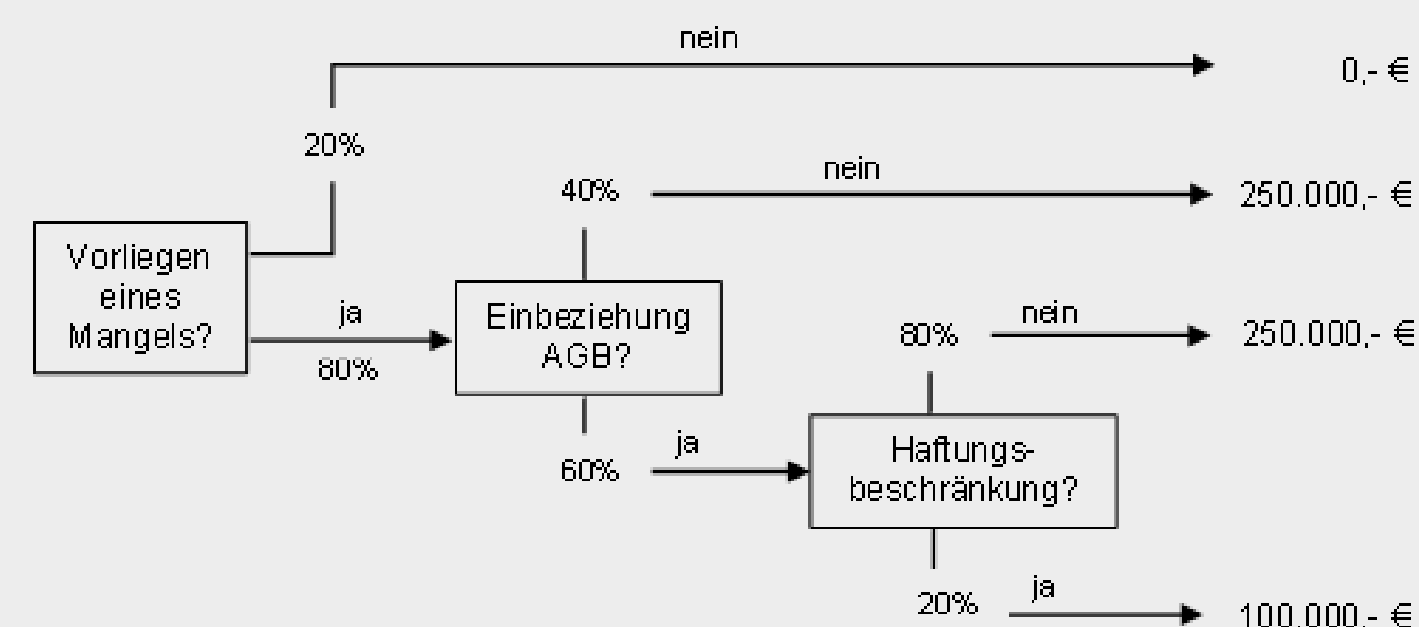 nein
0,- €
20%
40%
nein
250.000,- €
Vorliegen
eines
Mangels?
ja
80%
Einbeziehung
AGB?
80%
nein
250.000,- €
60%
ja
Haftungs-
beschränkung?
20%
ja
100.000,- €